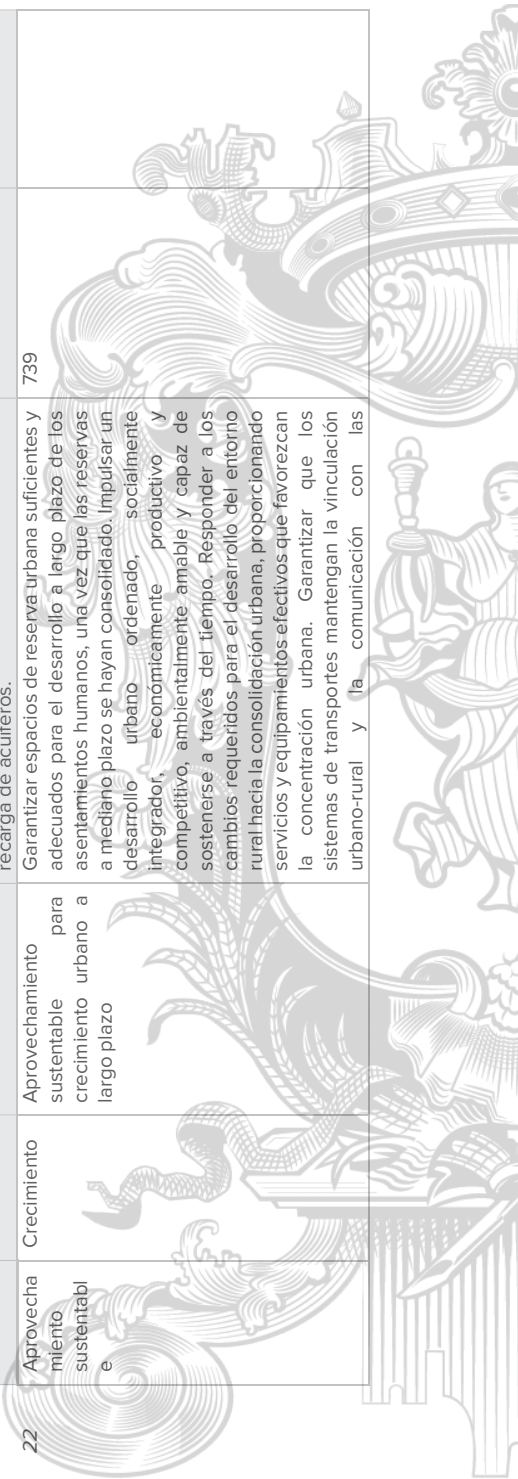 recarga de acuíferos.
22
Aprovecha
miento
sustentabl
e
Crecimiento
Aprovechamiento
sustentable para
crecimiento urbano a
largo plazo
Garantizar espacios de reserva urbana suficientes y
adecuados para el desarrollo a largo plazo de los
asentamientos humanos, una vez que las reservas
a mediano plazo se hayan consolidado. Impulsar un
desarrollo urbano ordenado, socialmente
integrador, económicamente productivo y
competitivo, ambientalmente amable y capaz de
sostenerse a través del tiempo. Responder a los
cambios requeridos para el desarrollo del entorno
rural hacia la consolidación urbana, proporcionando
servicios y equipamientos efectivos que favorezcan
la concentración urbana. Garantizar que los
sistemas de transportes mantengan la vinculación
urbano-rural y la comunicación con las
739